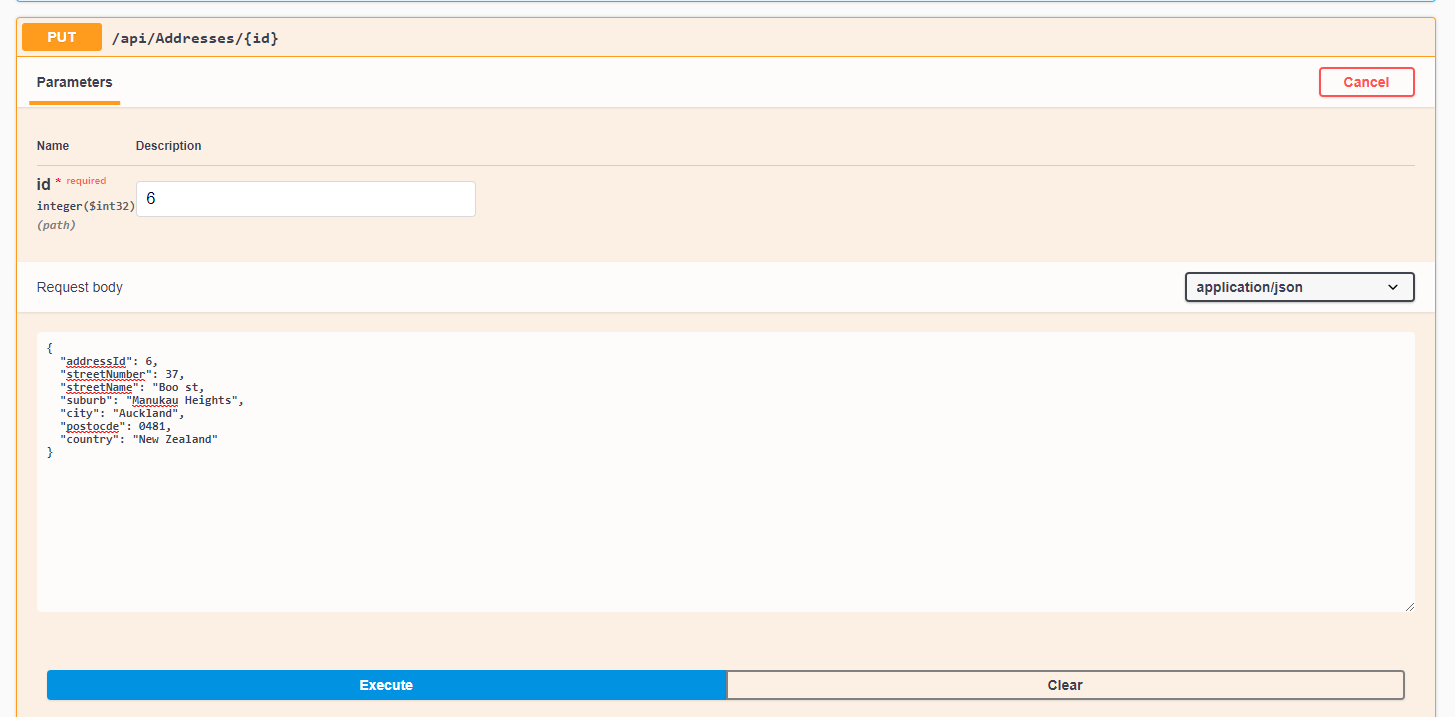 PUT /api/Addresses/{id}
Parameters Cancel
Name Description
id * required
6
integer($int32)
(path)
Request body application/json
{
"addressId": 6,
"streetNumber": 37,
"streetName": "Boo st,
"suburb": "Manukau Heights",
"city": "Auckland",
"postocde": 0481,
"country": "New Zealand"
}
Execute Clear